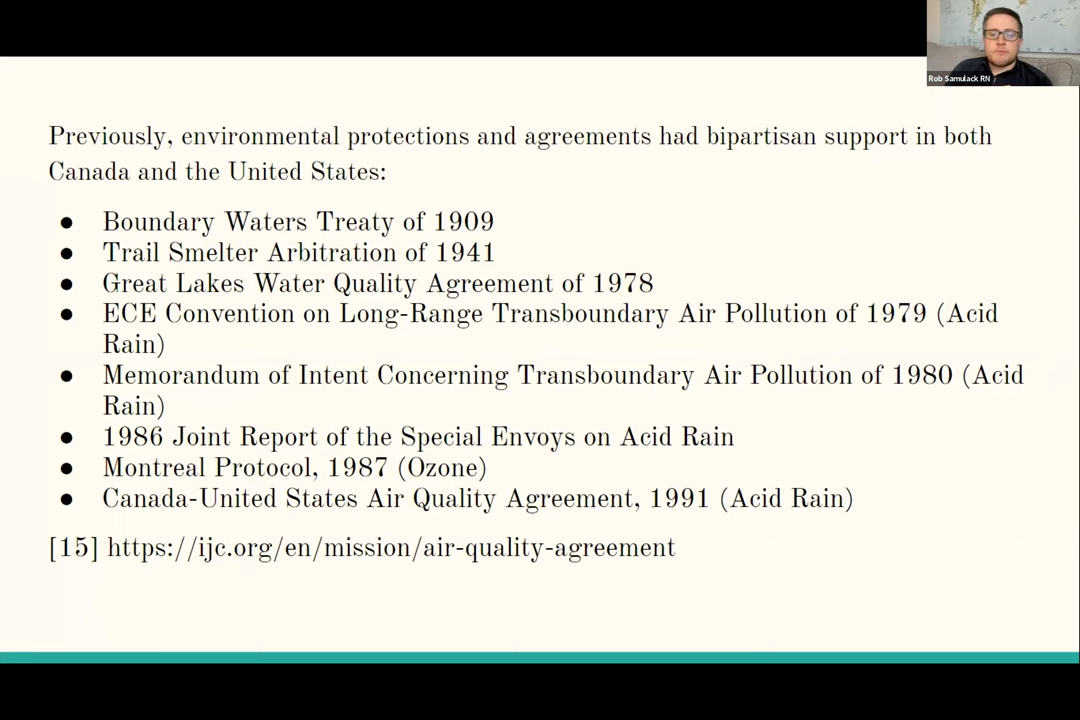 Rob Samulack RN
Previously, environmental protections and agreements had bipartisan support in both
Canada and the United States:
● Boundary Waters Treaty of 1909
● Trail Smelter Arbitration of 1941
● Great Lakes Water Quality Agreement of 1978
● ECE Convention on Long-Range Transboundary Air Pollution of 1979 (Acid
Rain)
● Memorandum of Intent Concerning Transboundary Air Pollution of 1980 (Acid
Rain)
● 1986 Joint Report of the Special Envoys on Acid Rain
● Montreal Protocol, 1987 (Ozone)
● Canada-United States Air Quality Agreement, 1991 (Acid Rain)
[15] https://ijc.org/en/mission/air-quality-agreement